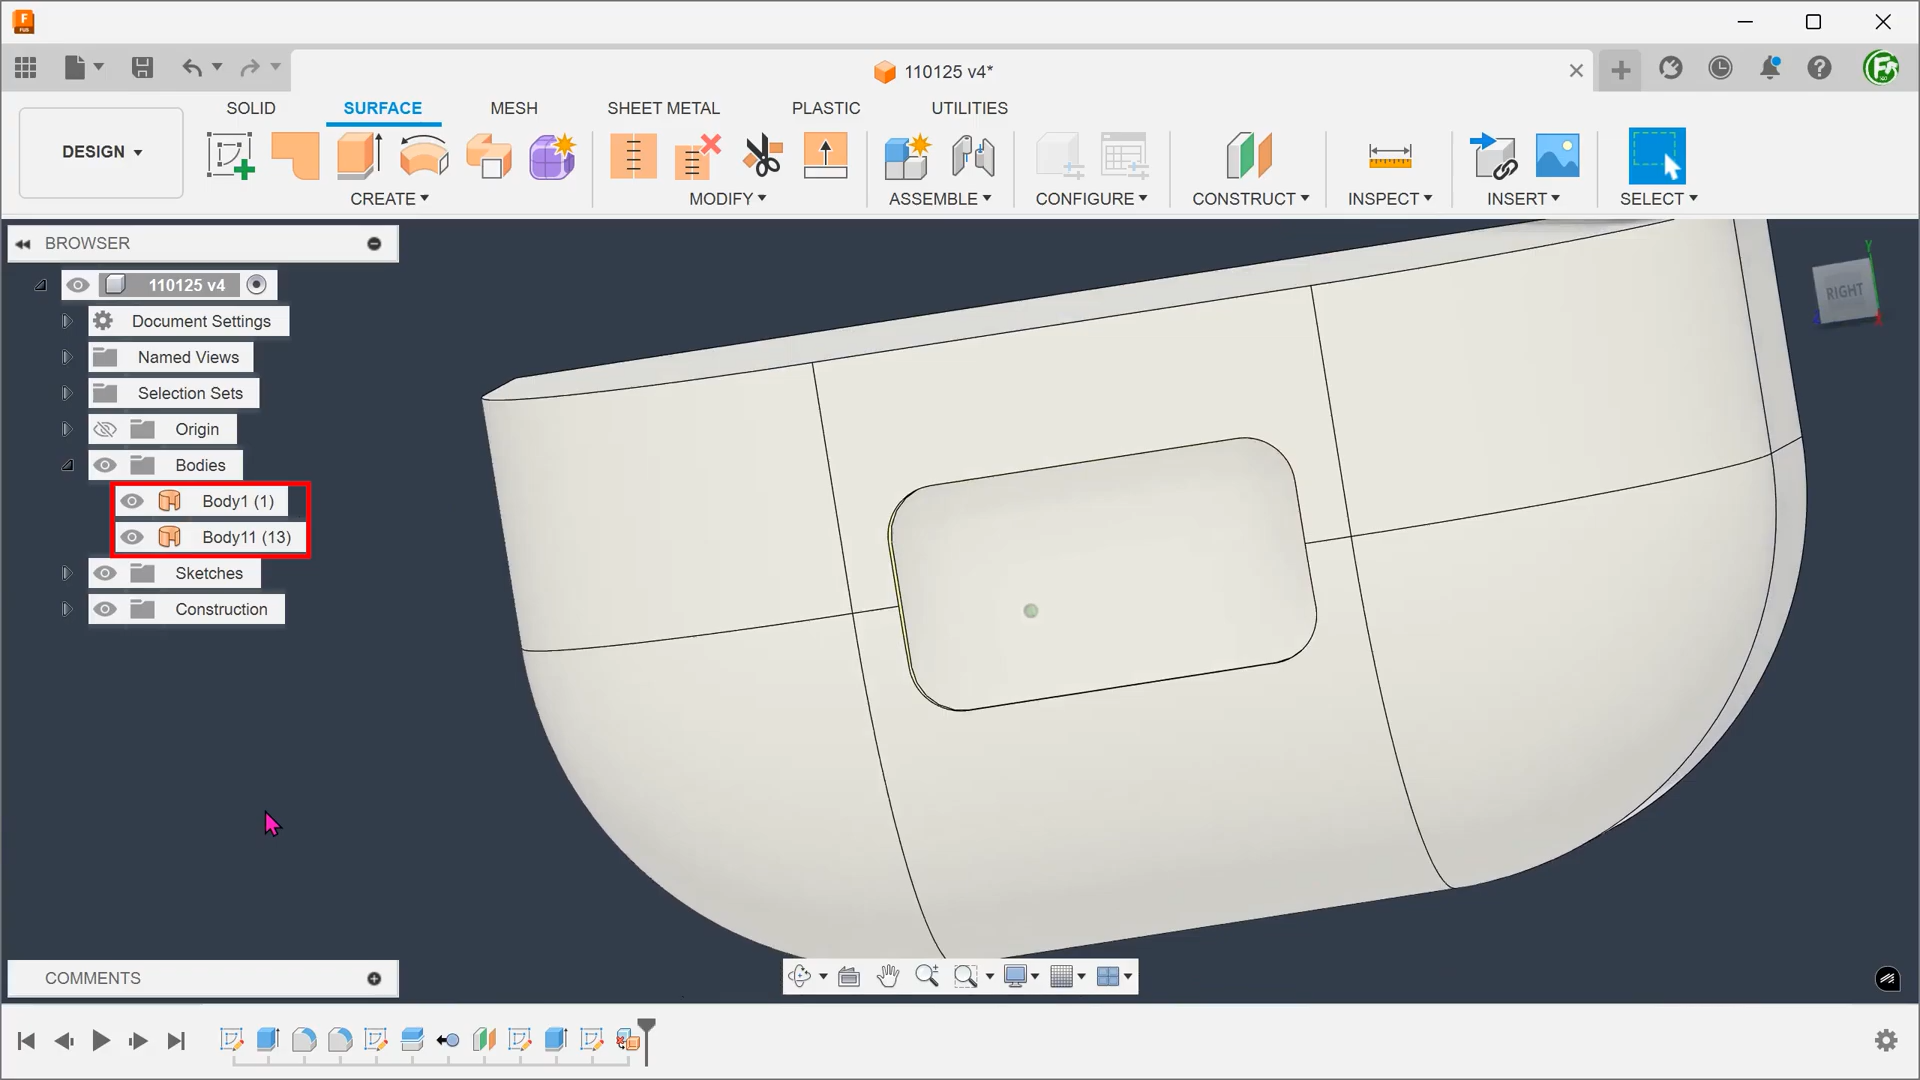 110125 v4*
SOLID
SURFACE
MESH
SHEET METAL
PLASTIC
UTILITIES
DESIGN
CREATE
MODIFY
ASSEMBLE
CONFIGURE
CONSTRUCT
INSPECT
INSERT
SELECT
BROWSER
110125 v4
Document Settings
Named Views
Selection Sets
Origin
Bodies
Body1 (1)
Body11 (13)
Sketches
Construction
Y
RIGHT
Z
X
COMMENTS